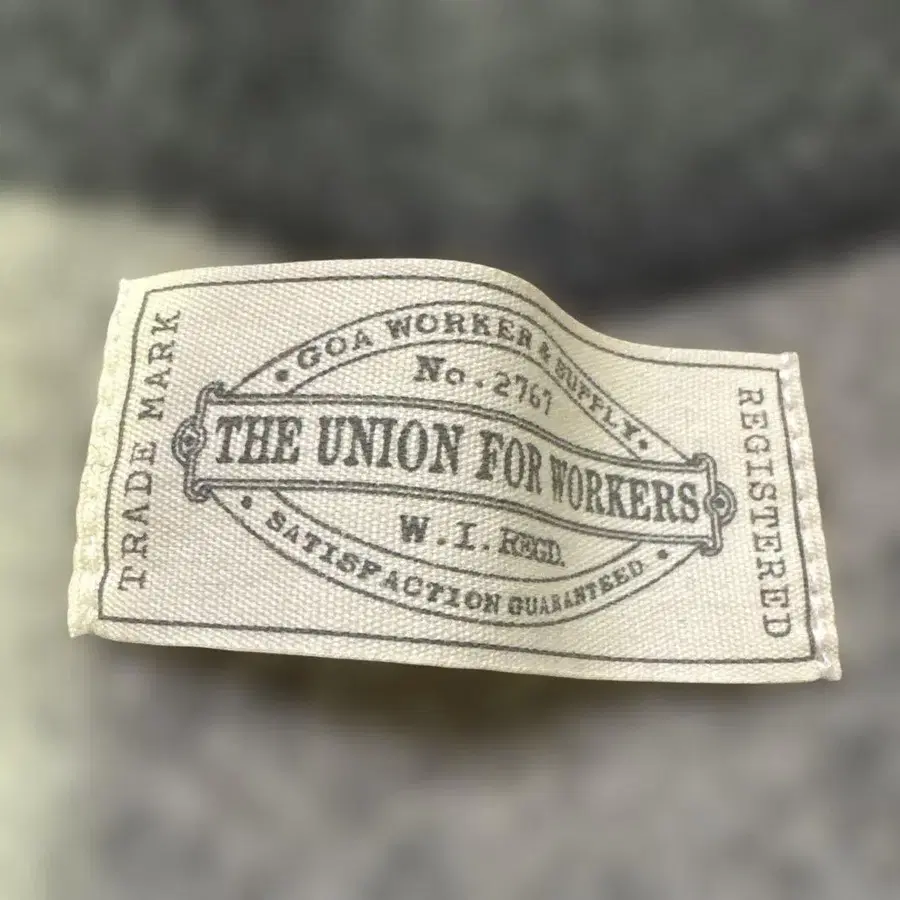 TRADE MARK
• GOA WORKER & SUPPLY •
No. 2767
THE UNION FOR WORKERS
W.I. REGD.
• SATISFACTION GUARANTEED •
REGISTERED